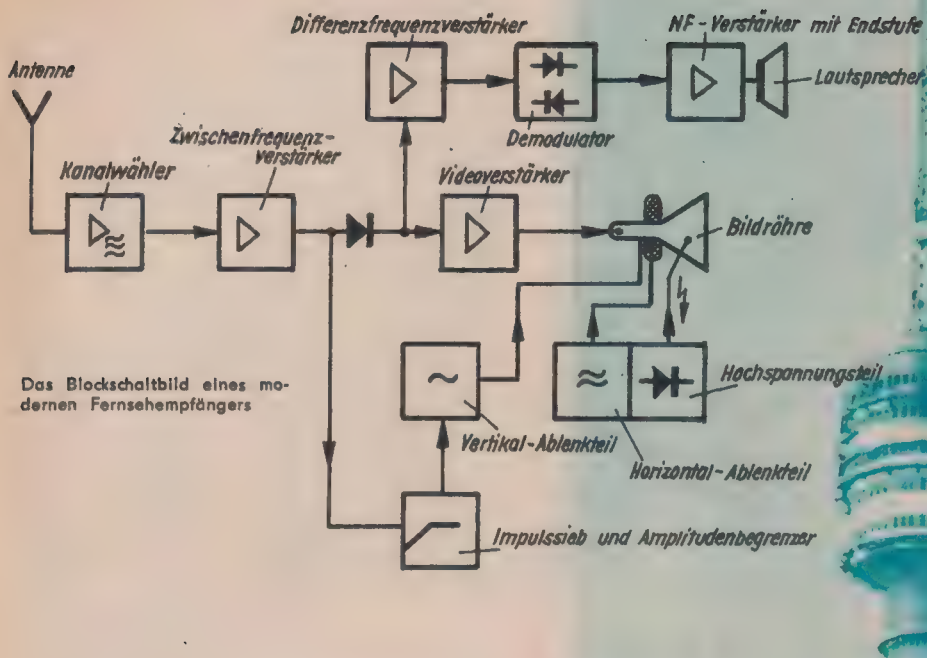 Differenzfrequenzverstärker
NF-Verstärker mit Endstufe
Antenne
Lautsprecher
Demodulator
Zwischenfrequenz-
verstärker
Kanalwähler
Videoverstärker
Bildröhre
Das Blockschaltbild eines mo-
dernen Fernsehempfängers
Hochspannungsteil
Vertikal-Ablenkteil
Horizontal-Ablenkteil
Impulssieb und Amplitudenbegrenzer